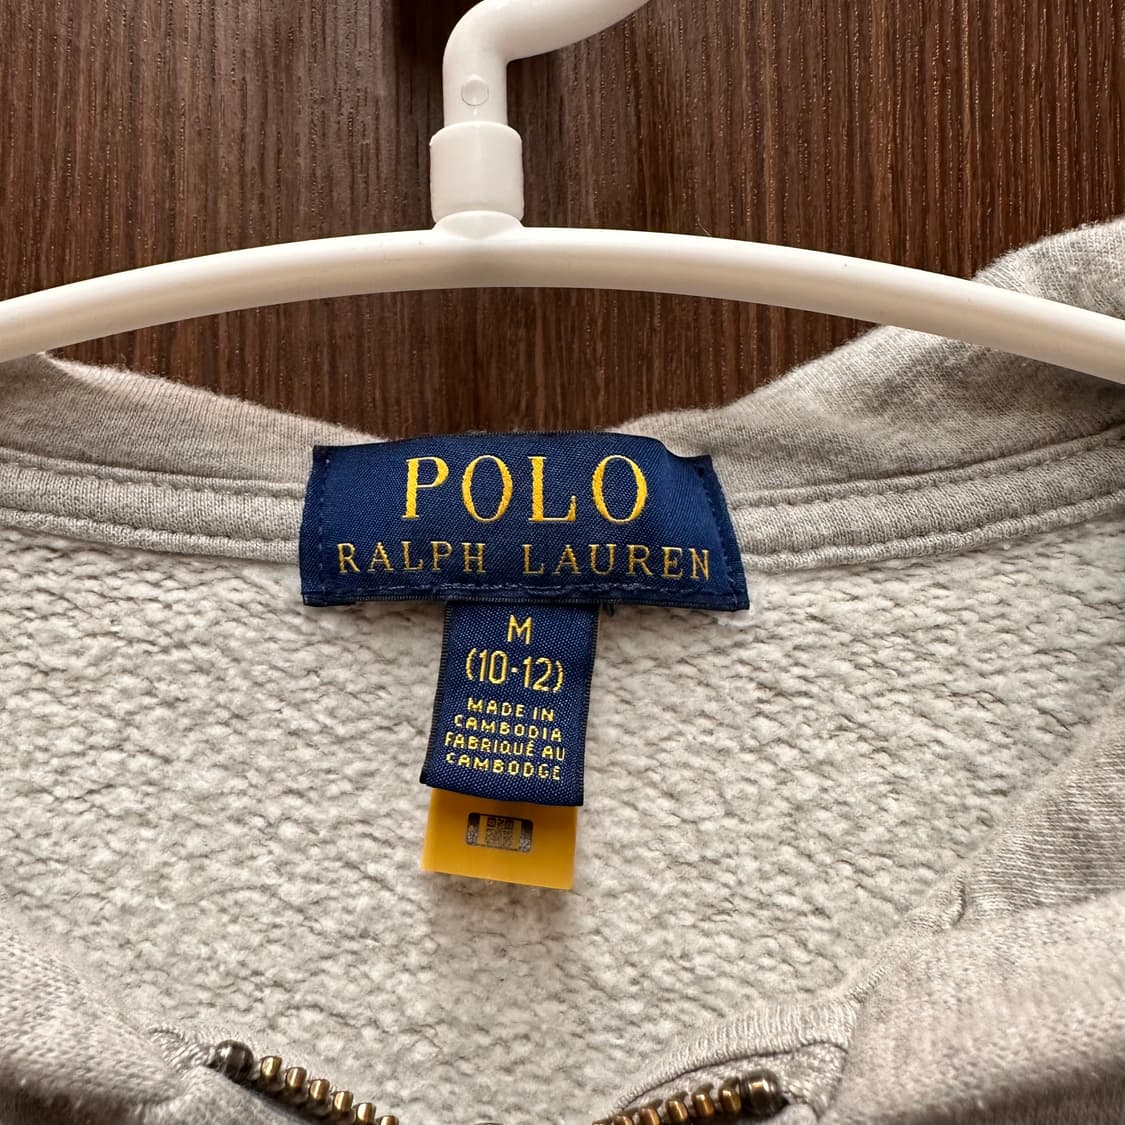 POLO
RALPH LAUREN
M
(10-12)
MADE IN
CAMBODIA
FABRIQUÉ AU
CAMBODGE